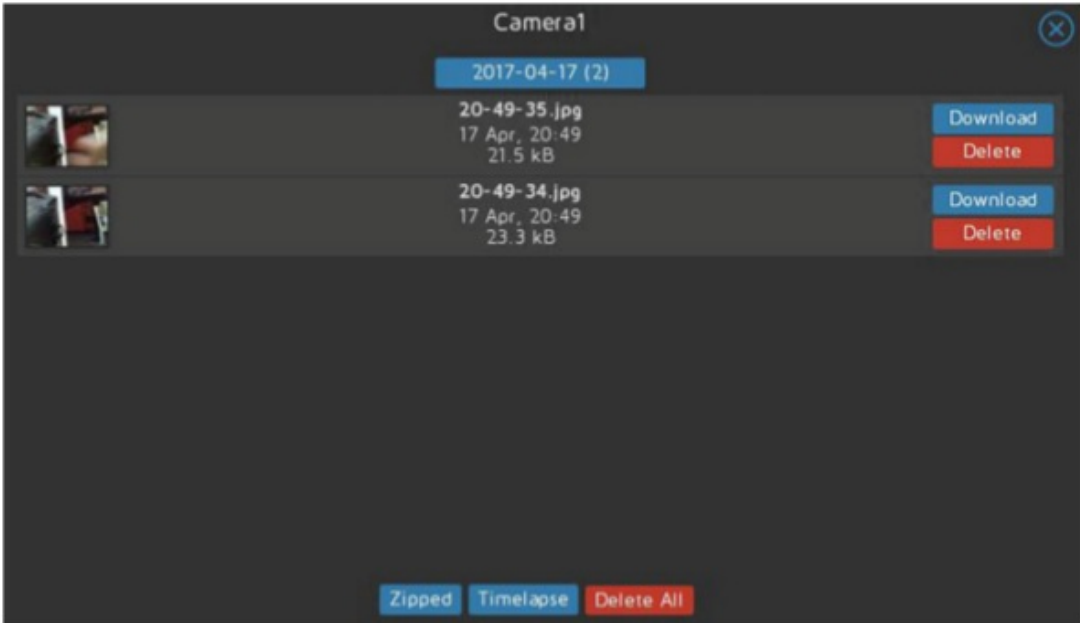 Camera1
2017-04-17 (2)
20-49-35.jpg
17 Apr, 20:49
21.5 kB
Download
Delete
20-49-34.jpg
17 Apr, 20:49
23.3 kB
Download
Delete
Zipped Timelapse Delete All